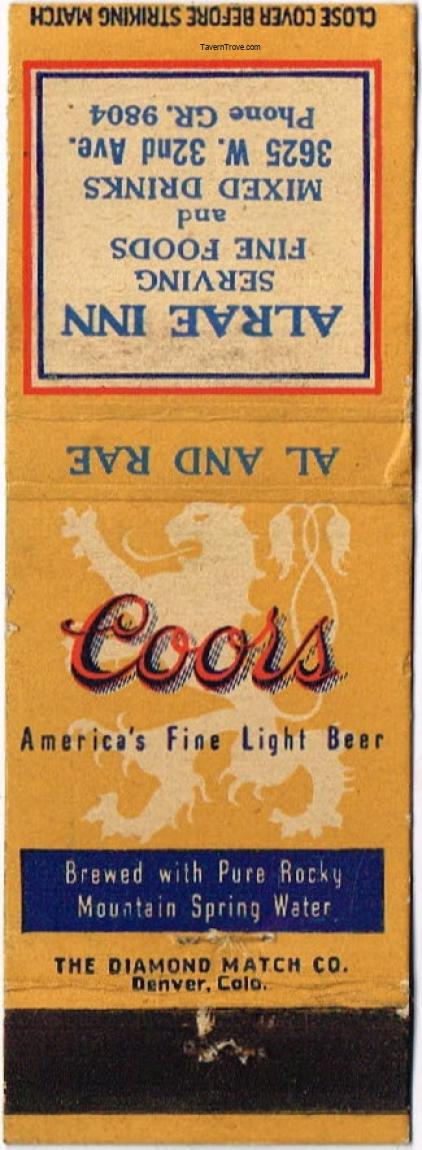 CLOSE COVER BEFORE STRIKING MATCH
TavernTrove.com
ALRAE INN
SERVING
FINE FOODS
and
MIXED DRINKS
3625 W. 32nd Ave.
Phone GR. 9804
AL AND RAE
Coors
America's Fine Light Beer
Brewed with Pure Rocky
Mountain Spring Water
THE DIAMOND MATCH CO.
Denver, Colo.